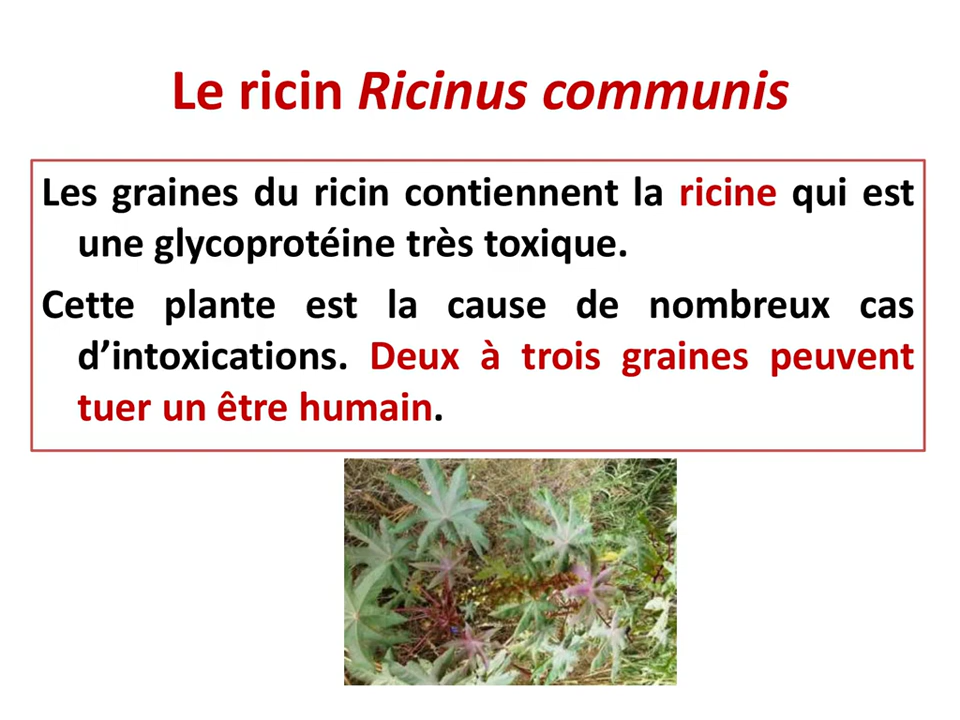 Le ricin Ricinus communis
Les graines du ricin contiennent la ricine qui est
une glycoprotéine très toxique.
Cette plante est la cause de nombreux cas
d’intoxications. Deux à trois graines peuvent
tuer un être humain.